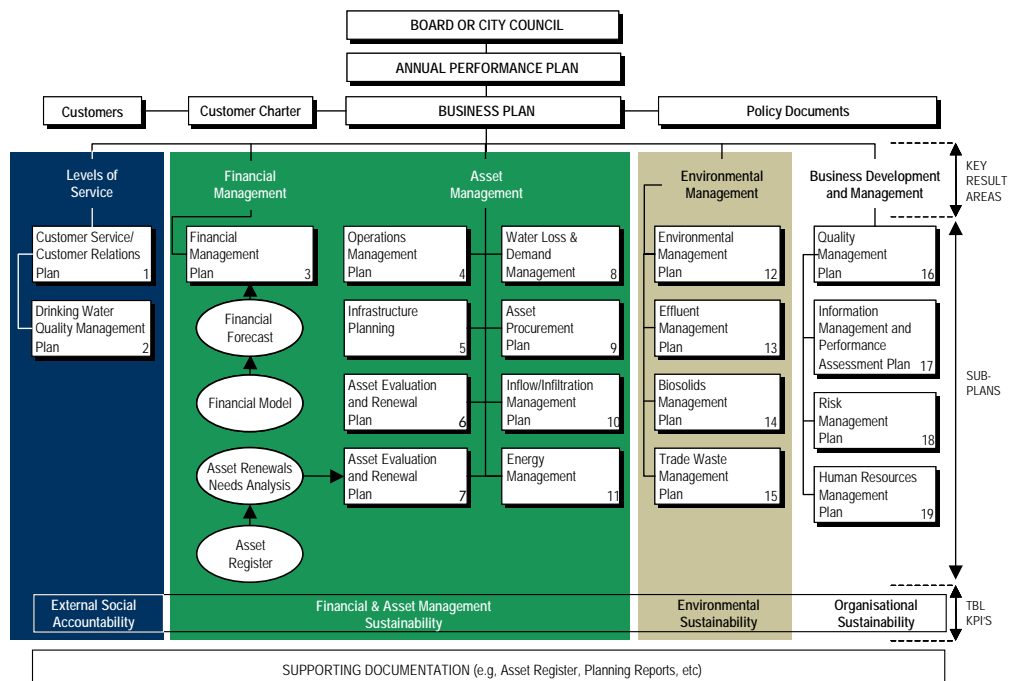 BOARD OR CITY COUNCIL
ANNUAL PERFORMANCE PLAN
Customers
Customer Charter
BUSINESS PLAN
Policy Documents
Levels of
Service
Financial
Management
Asset
Management
Environmental
Management
Business Development
and Management
KEY
RESULT
AREAS
Customer Service/
Customer Relations
Plan 1
Drinking Water
Quality Management
Plan 2
Financial
Management
Plan 3
Financial
Forecast
Financial Model
Asset Renewals
Needs Analysis
Asset
Register
Operations
Management
Plan 4
Infrastructure
Planning
5
Asset Evaluation
and Renewal
Plan 6
Asset Evaluation
and Renewal
Plan 7
Water Loss &
Demand
Management 8
Asset
Procurement
Plan 9
Inflow/Infiltration
Management
Plan 10
Energy
Management
11
Environmental
Management
Plan 12
Effluent
Management
Plan 13
Biosolids
Management
Plan 14
Trade Waste
Management
Plan 15
Quality
Management
Plan 16
Information
Management and
Performance
Assessment Plan 17
Risk
Management
Plan 18
Human Resources
Management
Plan 19
SUB-
PLANS
External Social
Accountability
Financial & Asset Management
Sustainability
Environmental
Sustainability
Organisational
Sustainability
TBL
KPI'S
SUPPORTING DOCUMENTATION (e.g, Asset Register, Planning Reports, etc)